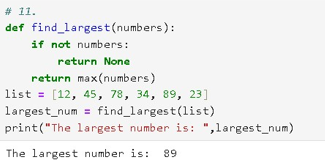 # 11.
def find_largest(numbers):
    if not numbers:
        return None
    return max(numbers)
list = [12, 45, 78, 34, 89, 23]
largest_num = find_largest(list)
print("The largest number is: ",largest_num)
The largest number is:  89